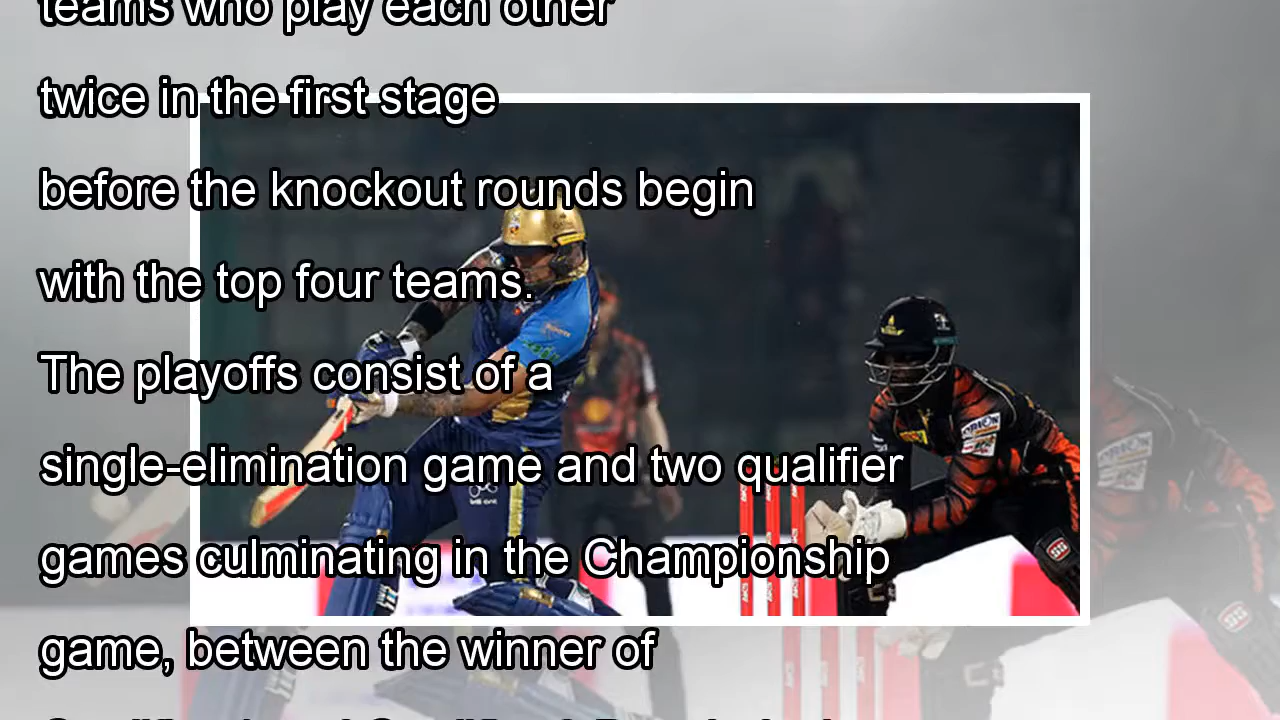 teams who play each other
twice in the first stage
before the knockout rounds begin
with the top four teams.
The playoffs consist of a
single-elimination game and two qualifier
games culminating in the Championship
game, between the winner of